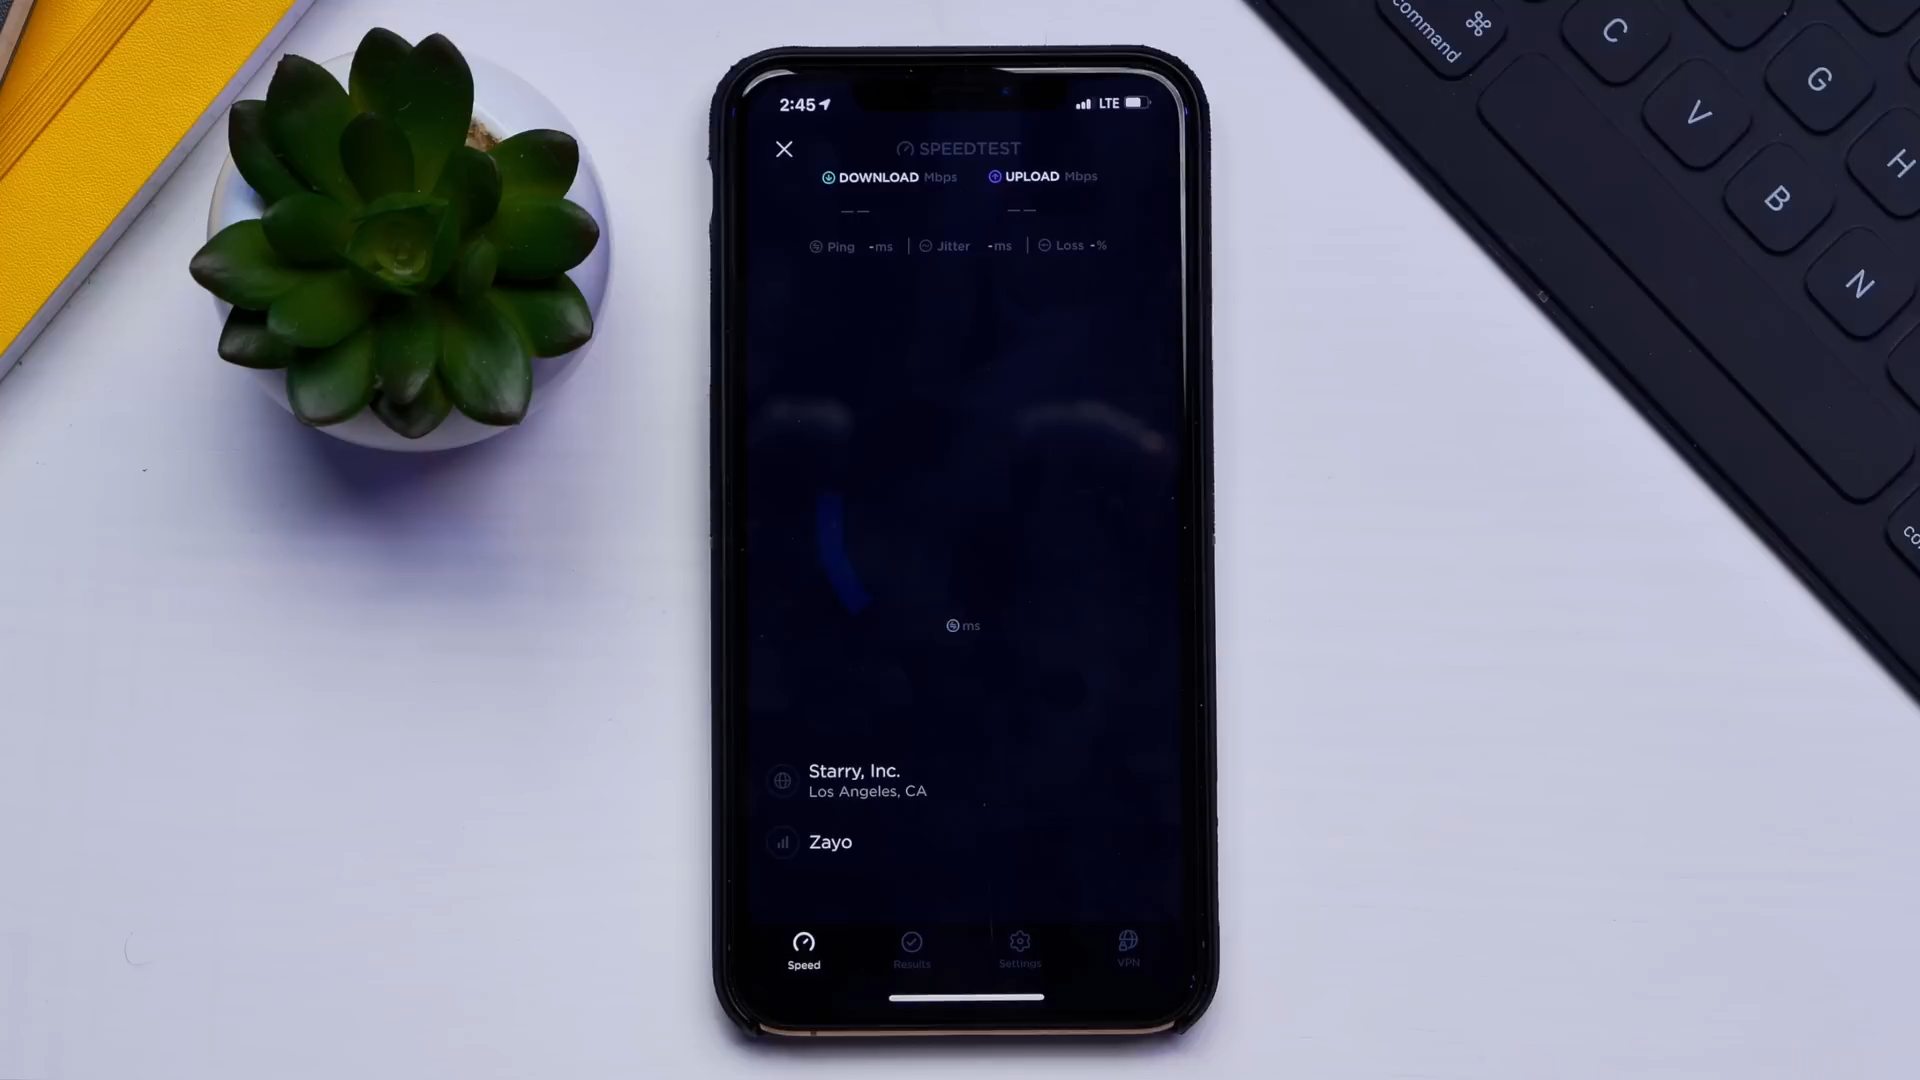 2:45
LTE
SPEEDTEST
DOWNLOAD Mbps
UPLOAD Mbps
— —
— —
Ping -ms | Jitter -ms | Loss -%
ms
Starry, Inc.
Los Angeles, CA
Zayo
Speed
Results
Settings
VPN
command ⌘
C
V
G
B
H
N